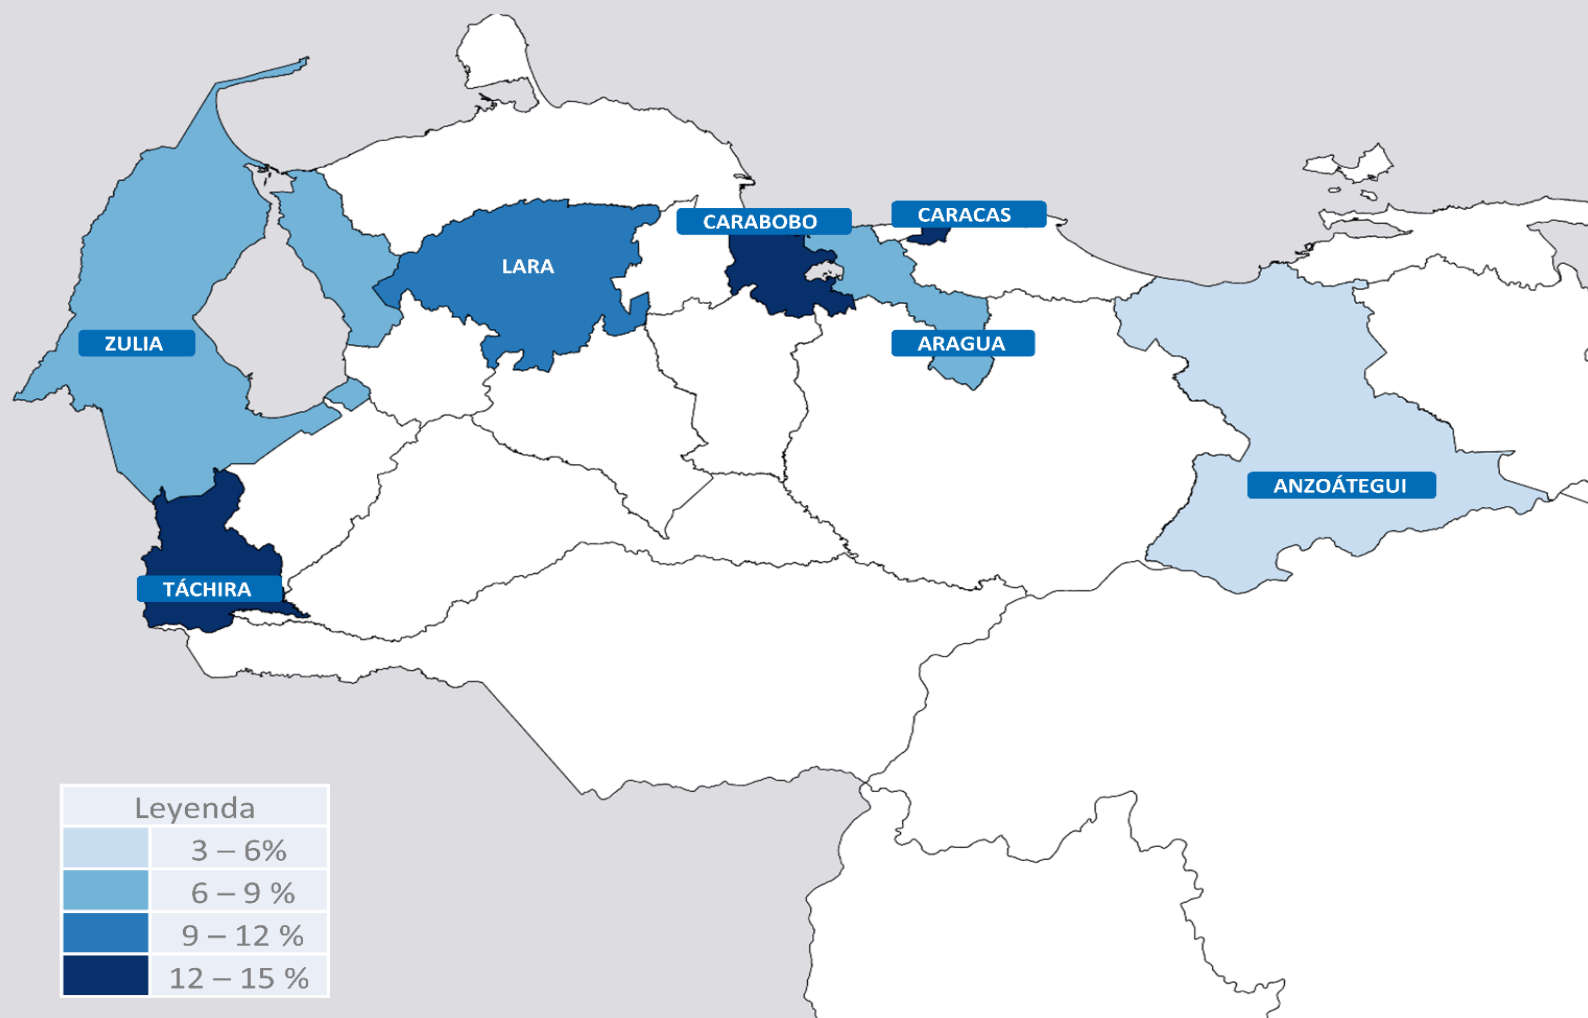 CARABOBO
CARACAS
LARA
ZULIA
ARAGUA
ANZOÁTEGUI
TÁCHIRA
Leyenda
3 – 6%
6 – 9 %
9 – 12 %
12 – 15 %